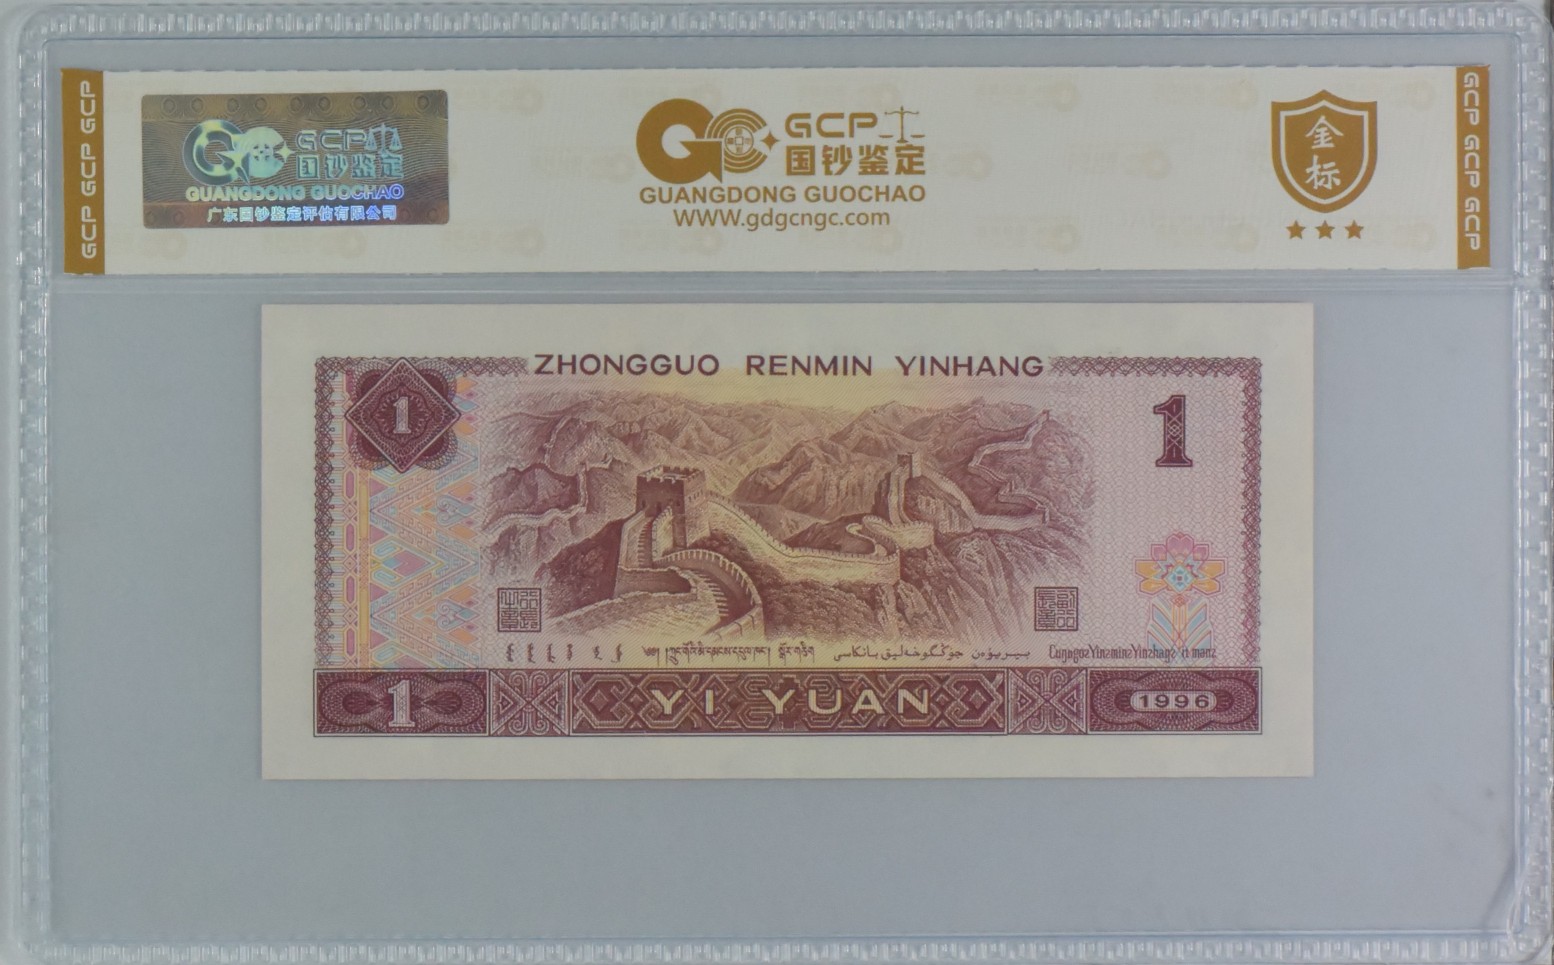 GCP GCP GCP
GCP
国钞鉴定
GUANGDONG GUOCHAO
广东国钞鉴定评估有限公司
GCP
国钞鉴定
GUANGDONG GUOCHAO
WWW.gdgcngc.com
金标
GCP GCP GCP
ZHONGGUO RENMIN YINHANG
1
1
YI YUAN
1
1996